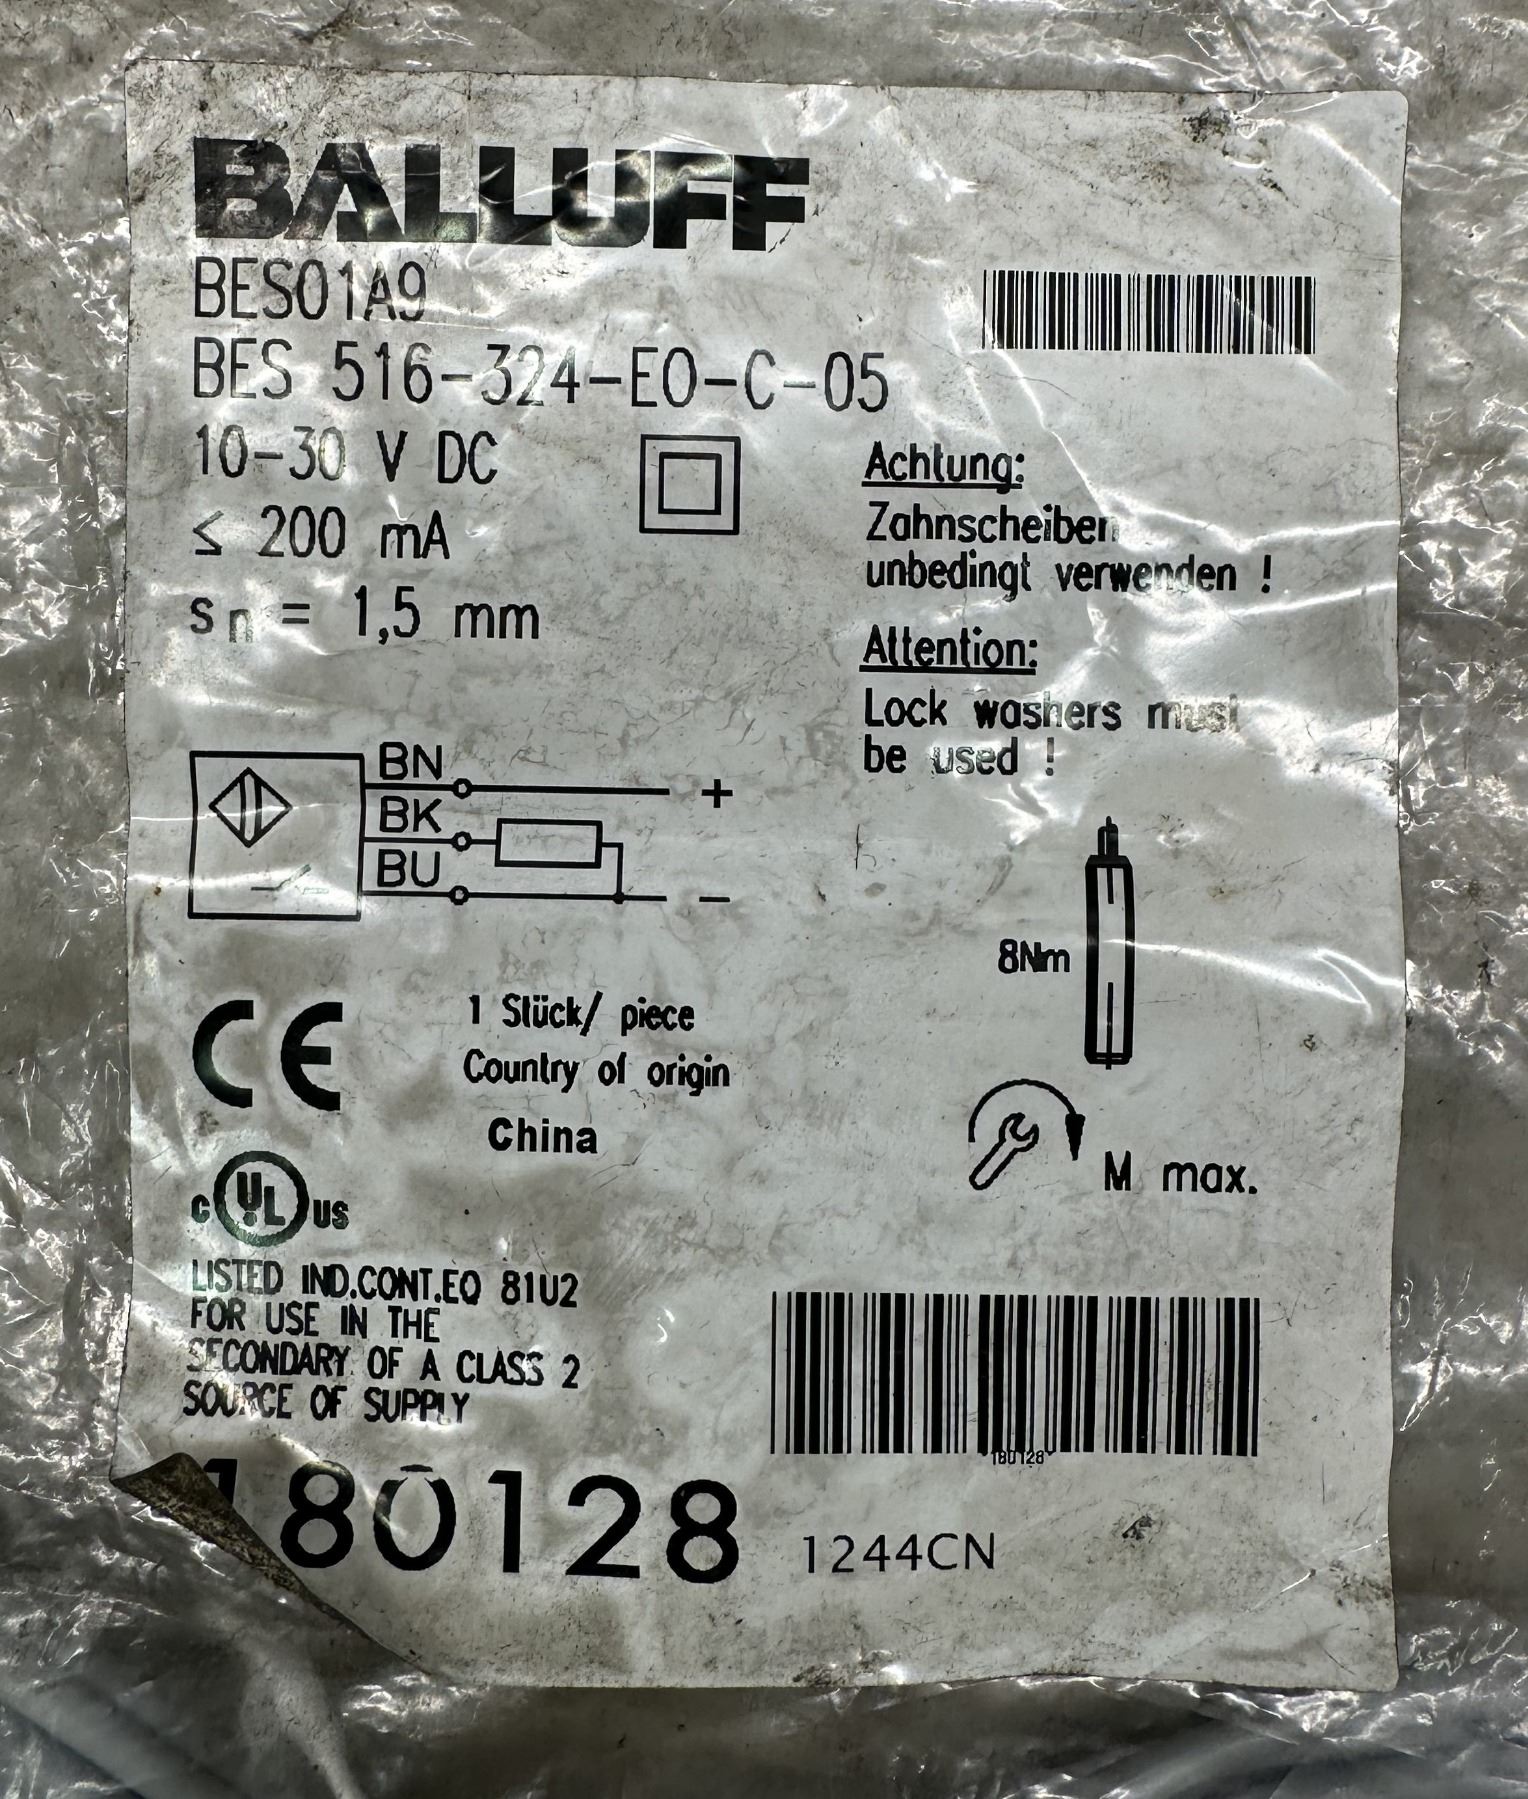 BALLUFF
BES01A9
BES 516-324-EO-C-05
10-30 V DC
≤ 200 mA
sn = 1,5 mm
Achtung:
Zahnscheiben
unbedingt verwenden !
Attention:
Lock washers must
be used !
BN
+
BK
BU
−
8Nm
M max.
CE
1 Stück/ piece
Country of origin
China
c UL us
LISTED IND.CONT.EQ 81U2
FOR USE IN THE
SECONDARY OF A CLASS 2
SOURCE OF SUPPLY
*180128*
180128
1244CN